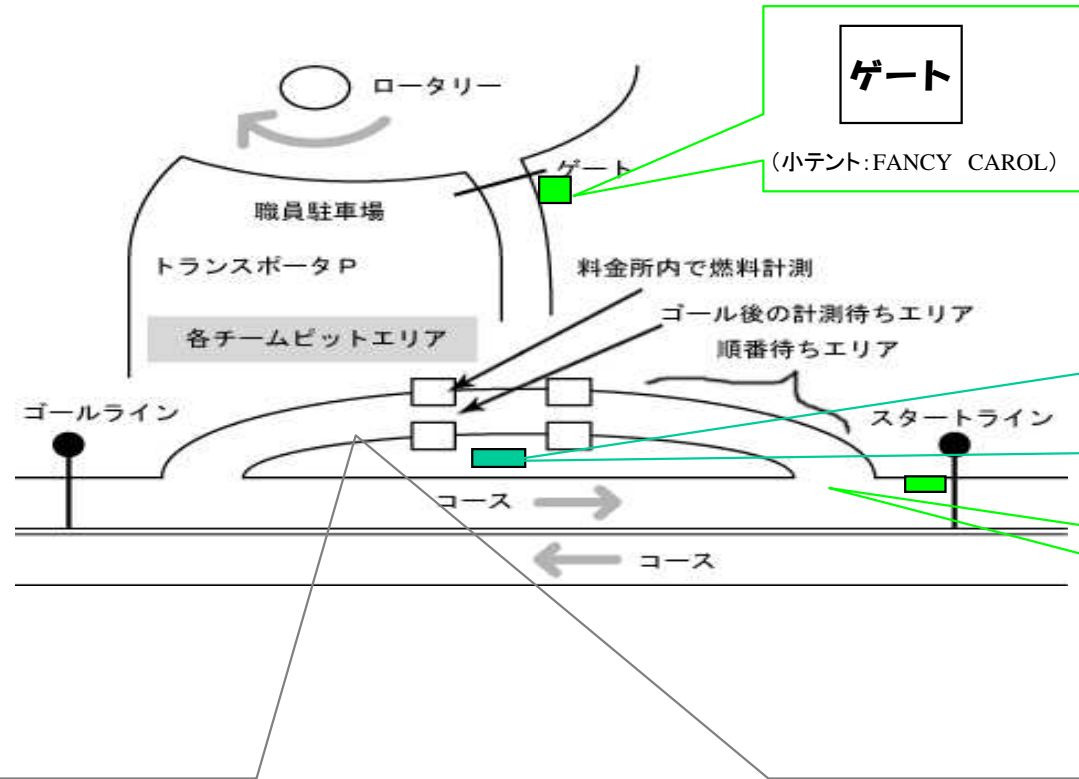 ゲート
ロータリー
(小テント:FANCY CAROL)
ゲート
職員駐車場
トランスポータP
料金所内で燃料計測
ゴール後の計測待ちエリア
各チームピットエリア
順番待ちエリア
ゴールライン
スタートライン
コース
コース